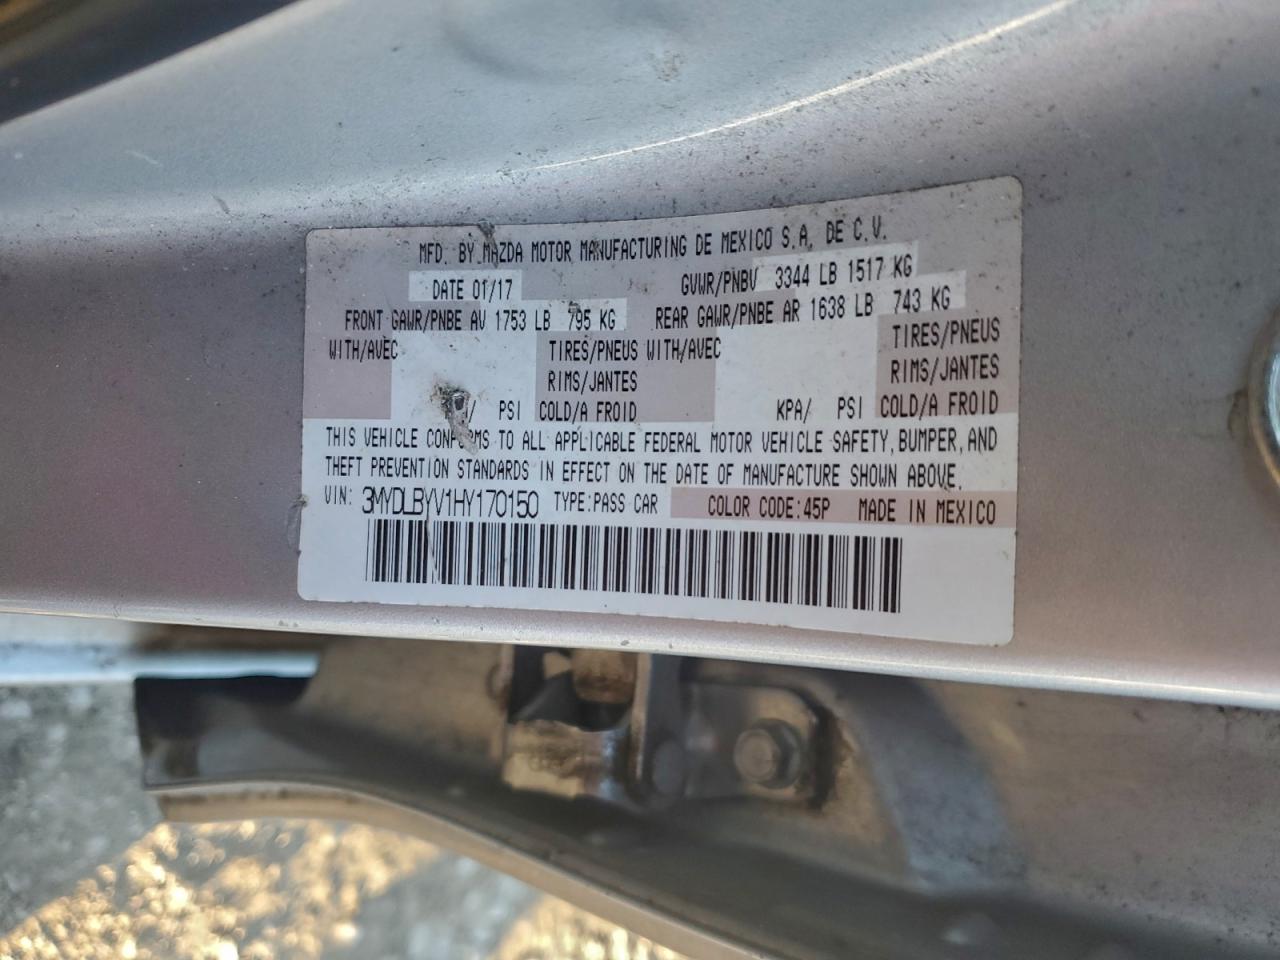 MFD. BY MAZDA MOTOR MANUFACTURING DE MEXICO S.A. DE C.V.
DATE 01/17 GVWR/PNBV 3344 LB 1517 KG
FRONT GAWR/PNBE AV 1753 LB 795 KG REAR GAWR/PNBE AR 1638 LB 743 KG
WITH/AVEC TIRES/PNEUS WITH/AVEC TIRES/PNEUS
RIMS/JANTES RIMS/JANTES
/ PSI COLD/A FROID KPA/ PSI COLD/A FROID
THIS VEHICLE CONFORMS TO ALL APPLICABLE FEDERAL MOTOR VEHICLE SAFETY, BUMPER, AND
THEFT PREVENTION STANDARDS IN EFFECT ON THE DATE OF MANUFACTURE SHOWN ABOVE.
VIN: 3MYDLBYV1HY170150 TYPE:PASS CAR COLOR CODE:45P MADE IN MEXICO